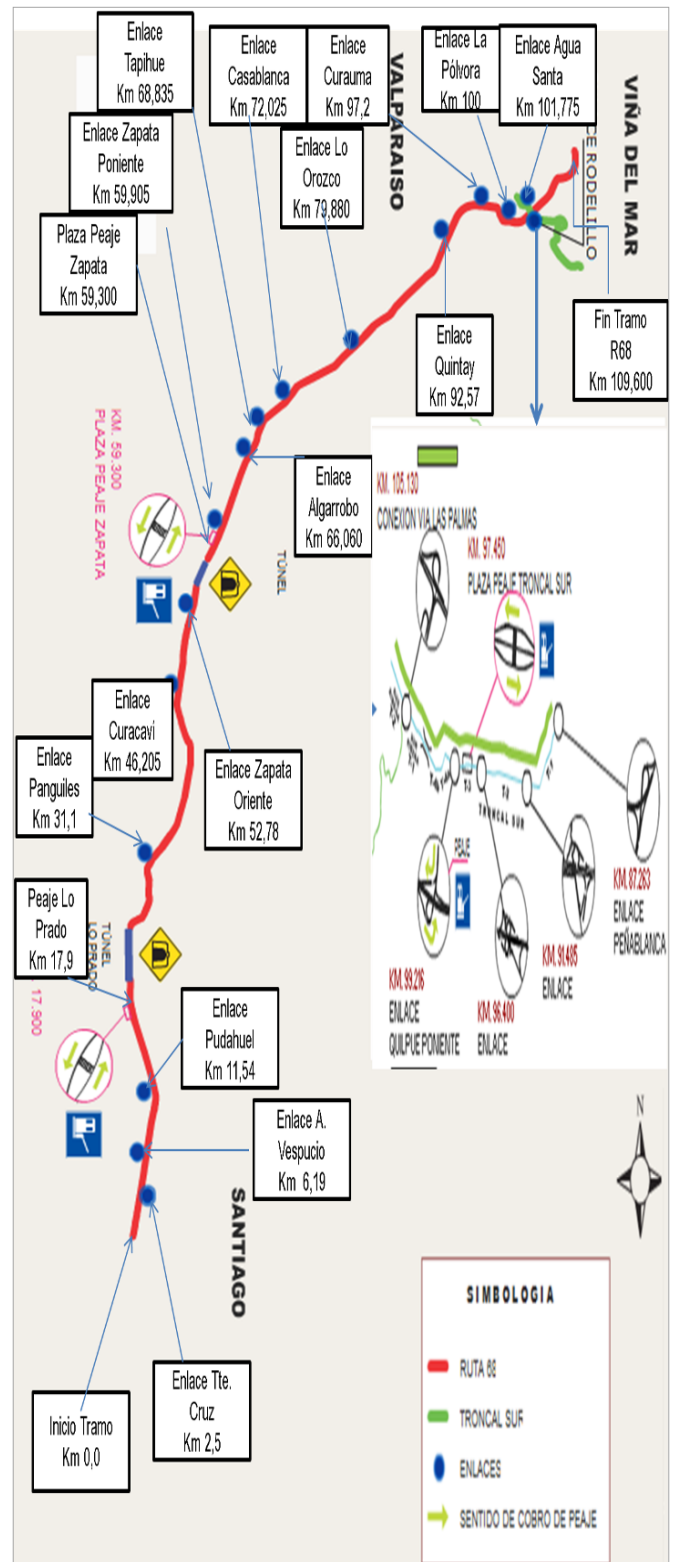 Enlace
Tapihue
Km 68,835
Enlace
Casablanca
Km 72,025
Enlace
Curauma
Km 97,2
Enlace La
Pólvora
Km 100
Enlace Agua
Santa
Km 101,775
VALPARAISO
VIÑA DEL MAR
CE RODELILLO
Enlace Zapata
Poniente
Km 59,905
Enlace Lo
Orozco
Km 79,880
Plaza Peaje
Zapata
Km 59,300
Enlace
Quintay
Km 92,57
Fin Tramo
R68
Km 109,600
KM. 59.300
PLAZA PEAJE ZAPATA
Enlace
Algarrobo
Km 66,060
TÚNEL
KM. 105.130
CONEXION VIA LAS PALMAS
KM. 97.450
PLAZA PEAJE TRONCAL SUR
Enlace
Curacaví
Km 46,205
Enlace
Panguiles
Km 31,1
Enlace Zapata
Oriente
Km 52,78
T3
T2
T1
TRONCAL SUR
PEAJE
KM. 87.263
ENLACE
PEÑABLANCA
KM. 91.485
ENLACE
KM. 99.216
ENLACE
QUILPUE PONIENTE
KM. 96.400
ENLACE
Peaje Lo
Prado
Km 17,9
TÚNEL
LO PRADO
17.900
Enlace
Pudahuel
Km 11,54
Enlace A.
Vespucio
Km 6,19
SANTIAGO
N
Inicio Tramo
Km 0,0
Enlace Tte.
Cruz
Km 2,5
SIMBOLOGIA
RUTA 68
TRONCAL SUR
ENLACES
SENTIDO DE COBRO DE PEAJE